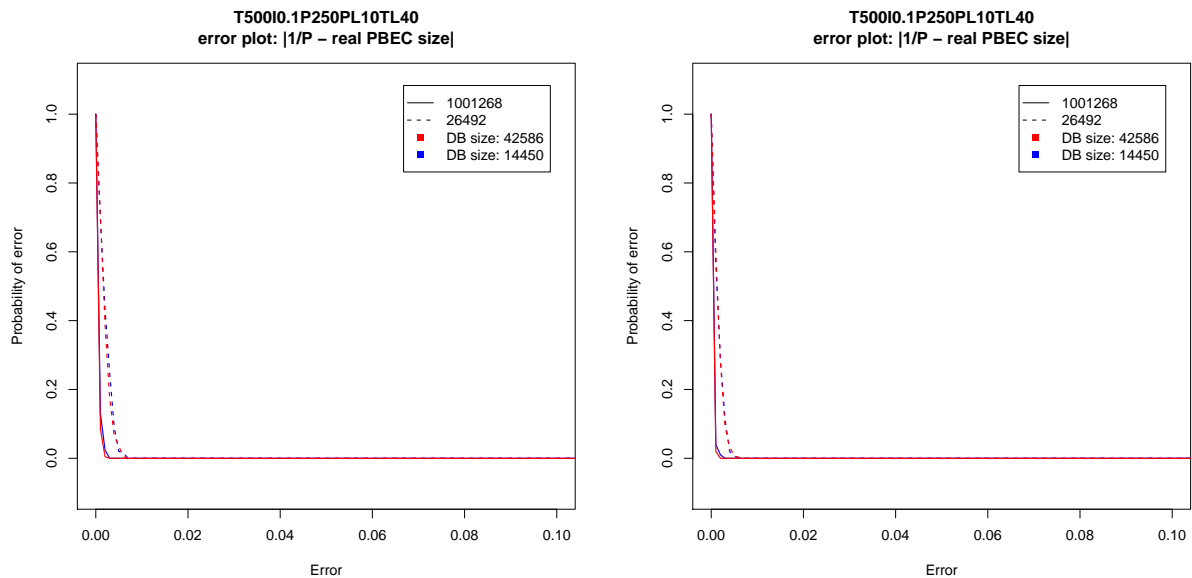 T500I0.1P250PL10TL40
error plot: |1/P − real PBEC size|
1001268
26492
DB size: 42586
DB size: 14450
Probability of error
1.0
0.8
0.6
0.4
0.2
0.0
0.00 0.02 0.04 0.06 0.08 0.10
Error
T500I0.1P250PL10TL40
error plot: |1/P − real PBEC size|
1001268
26492
DB size: 42586
DB size: 14450
Probability of error
1.0
0.8
0.6
0.4
0.2
0.0
0.00 0.02 0.04 0.06 0.08 0.10
Error